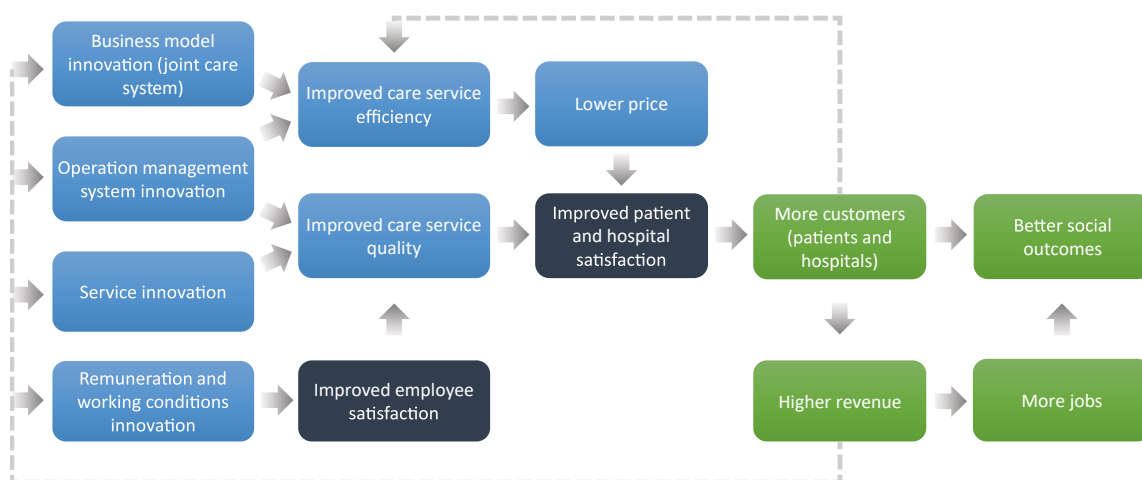 Business model
innovation (joint care
system)
Improved care service
efficiency
Lower price
Operation management
system innovation
Improved care service
quality
Improved patient
and hospital
satisfaction
More customers
(patients and
hospitals)
Better social
outcomes
Service innovation
Remuneration and
working conditions
innovation
Improved employee
satisfaction
Higher revenue
More jobs